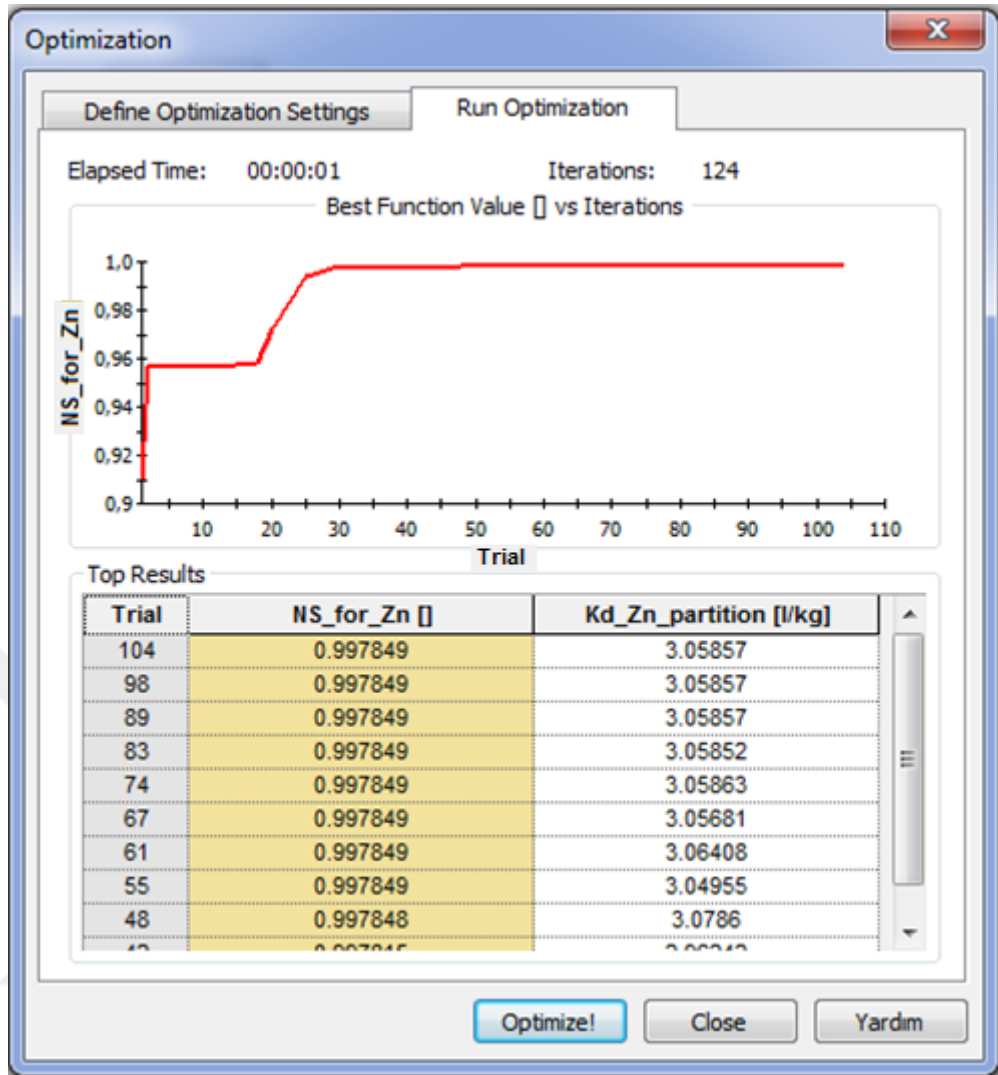 Optimization
Define Optimization Settings Run Optimization
Elapsed Time: 00:00:01 Iterations: 124
Best Function Value [] vs Iterations
NS_for_Zn
1,0
0,98
0,96
0,94
0,92
0,9
10 20 30 40 50 60 70 80 90 100 110
Trial
Top Results
Trial NS_for_Zn [] Kd_Zn_partition [l/kg]
104 0.997849 3.05857
98 0.997849 3.05857
89 0.997849 3.05857
83 0.997849 3.05852
74 0.997849 3.05863
67 0.997849 3.05681
61 0.997849 3.06408
55 0.997849 3.04955
48 0.997848 3.0786
Optimize! Close Yardım